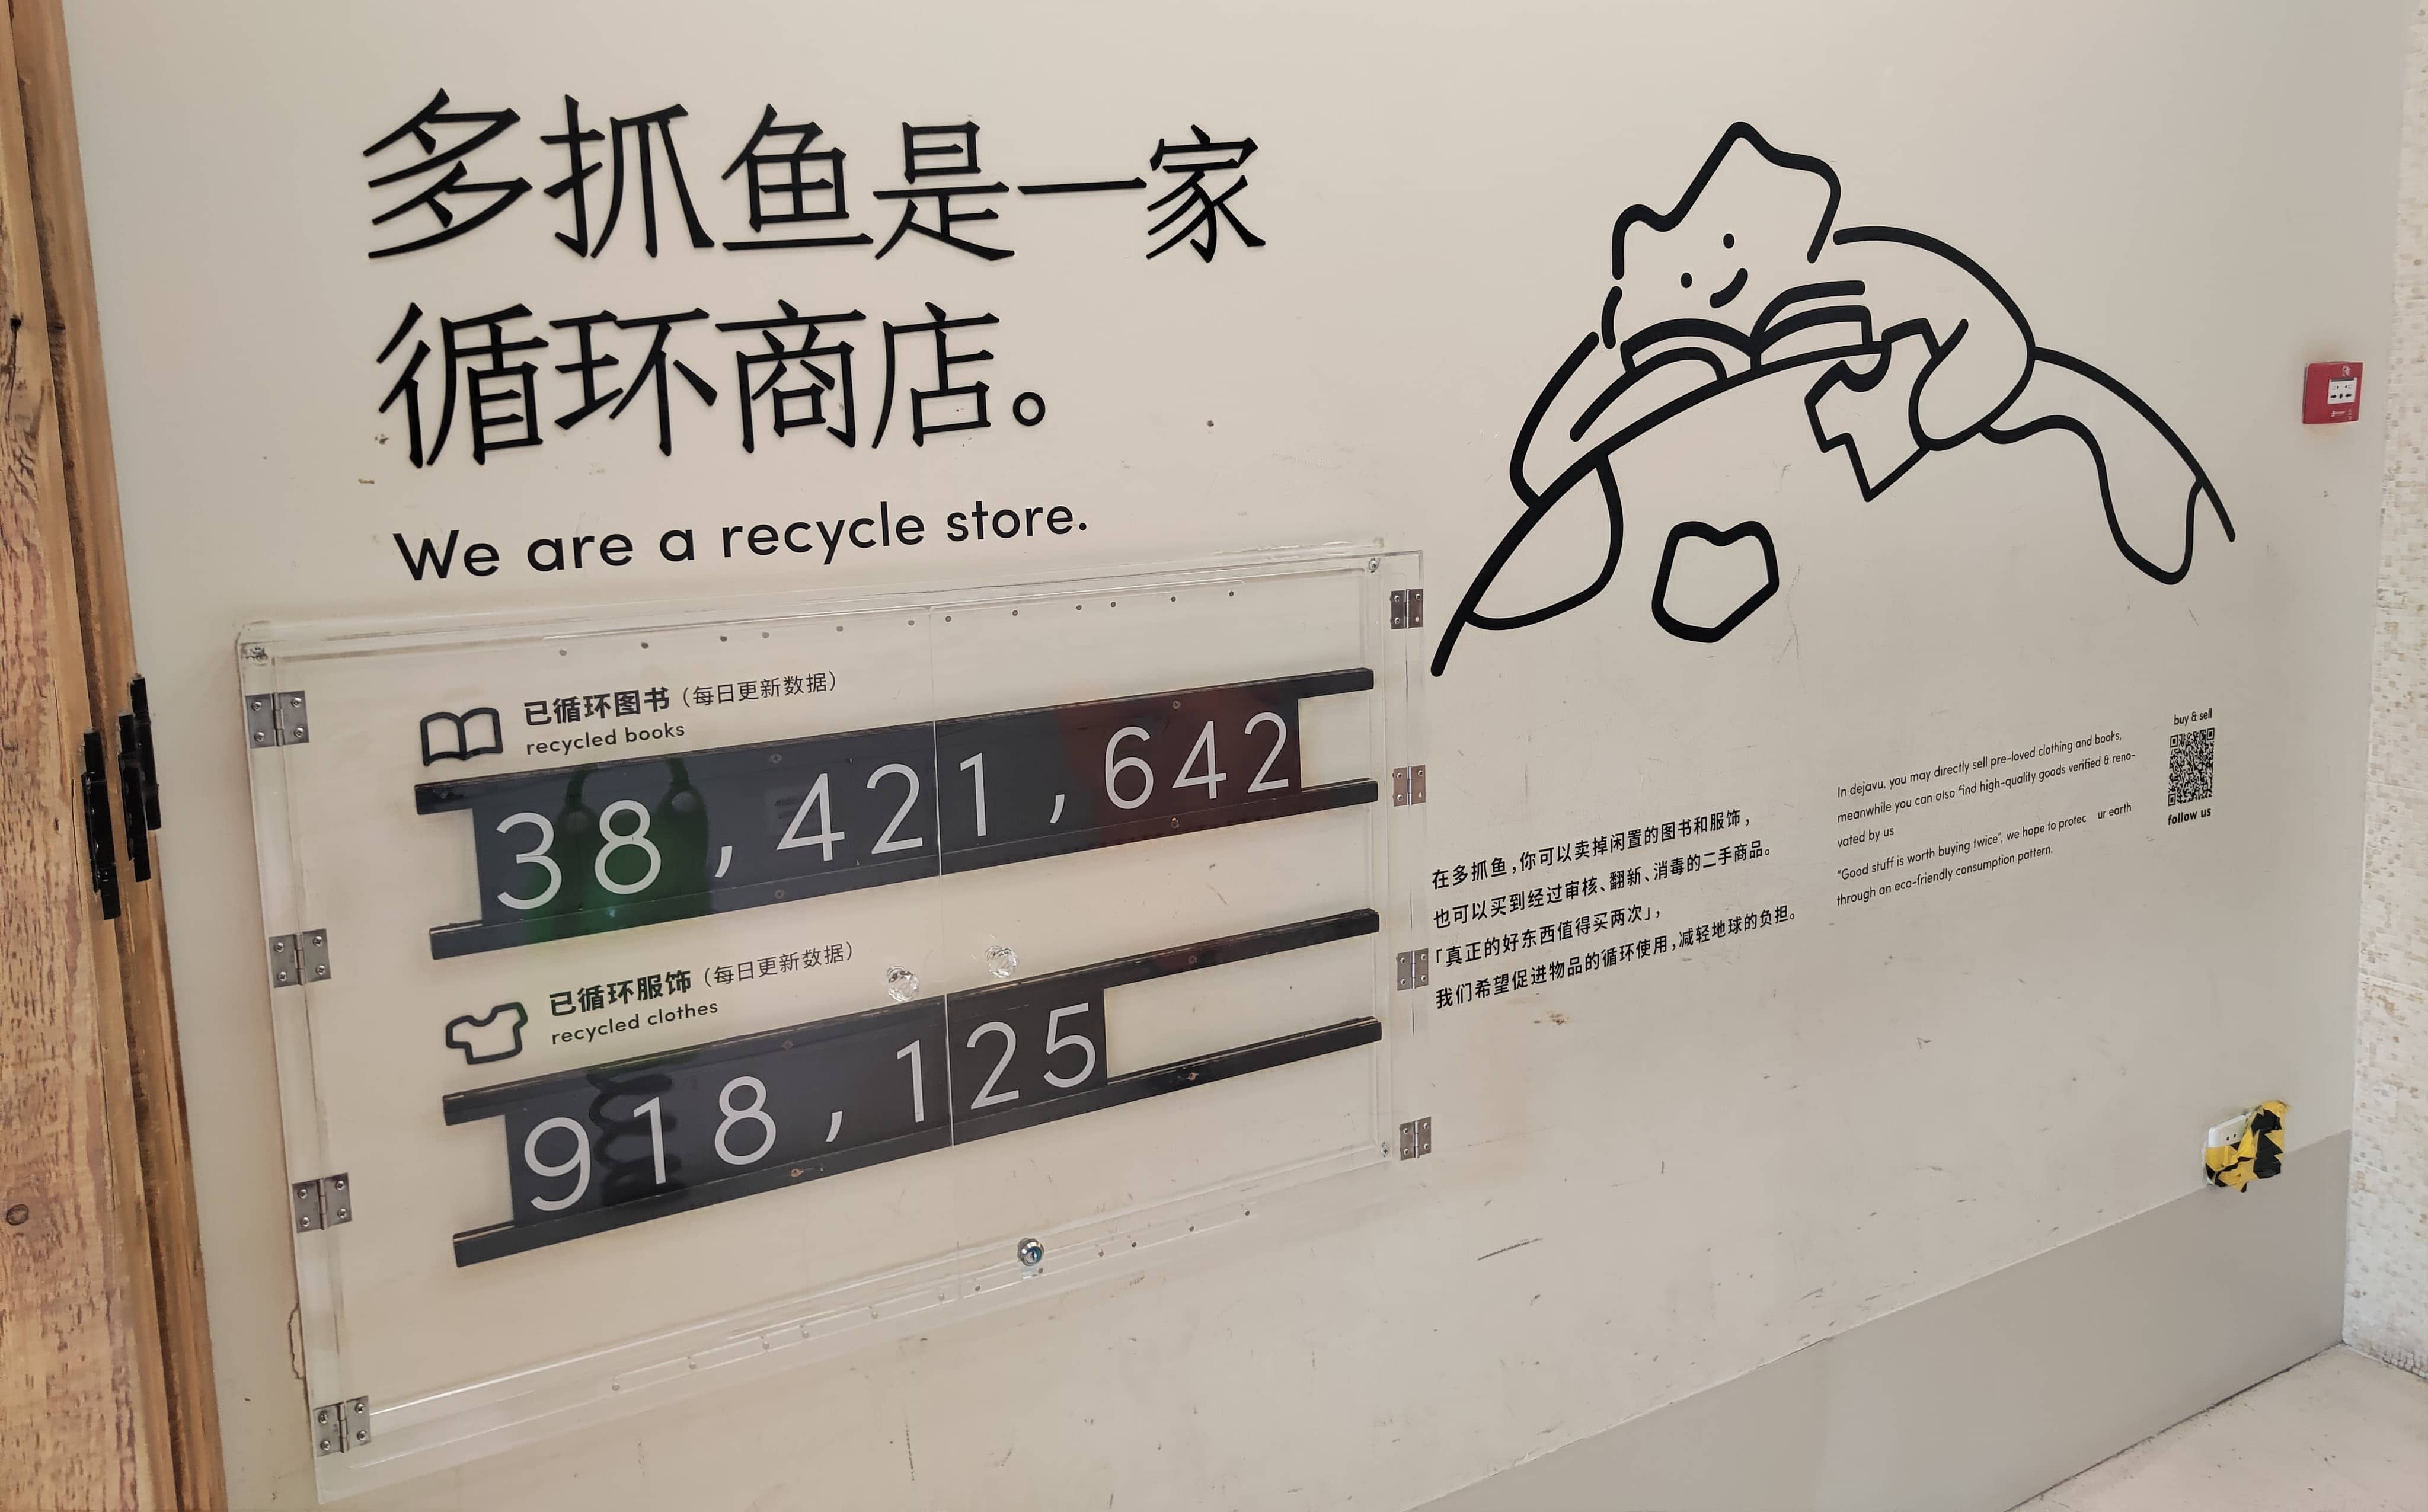 多抓鱼是一家
循环商店。
We are a recycle store.
已循环图书（每日更新数据）
recycled books
38,421,642
已循环服饰（每日更新数据）
recycled clothes
918,125
在多抓鱼,你可以卖掉闲置的图书和服饰,
也可以买到经过审核、翻新、消毒的二手商品。
「真正的好东西值得买两次」,
我们希望促进物品的循环使用,减轻地球的负担。
In dejavu, you may directly sell pre-loved clothing and books,
meanwhile you can also find high-quality goods verified & reno-
vated by us
"Good stuff is worth buying twice", we hope to protec ur earth
through an eco-friendly consumption pattern.
buy & sell
follow us